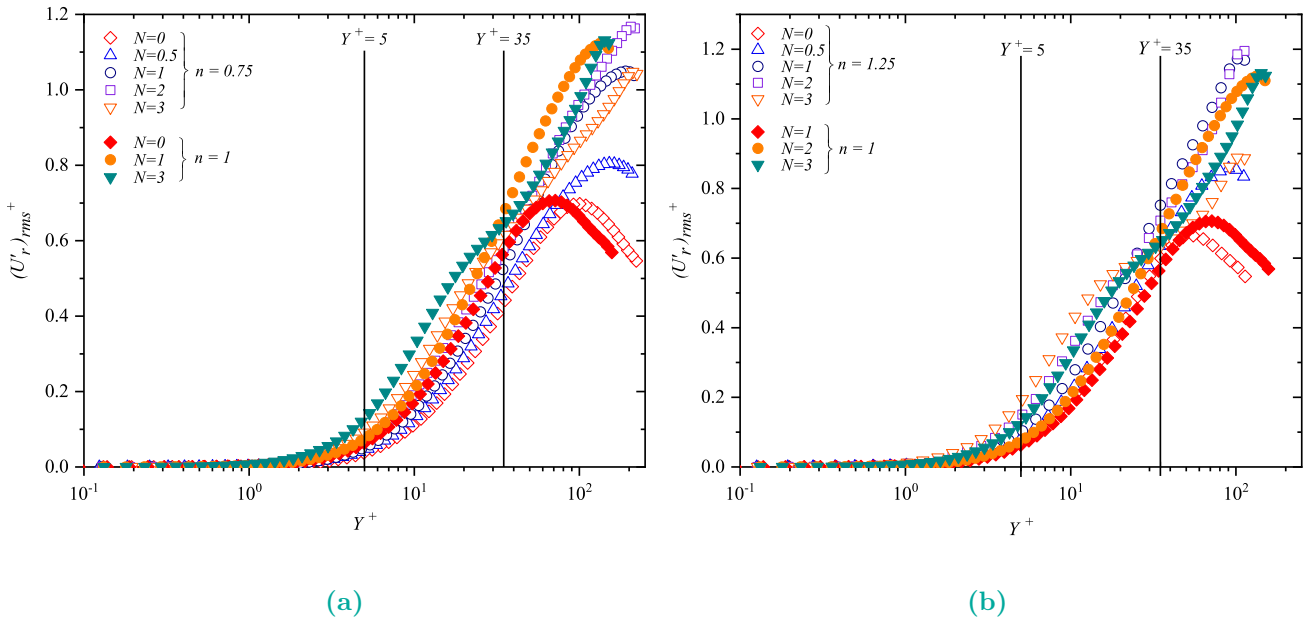 N=0
N=0.5
N=1
N=2
N=3
n = 0.75
N=0
N=1
N=3
n = 1
Y⁺= 5
Y⁺= 35
1.2
1.0
0.8
0.6
0.4
0.2
0.0
(U'ᵣ)ᵣₘₛ⁺
10⁻¹
10⁰
10¹
10²
Y⁺
(a)
N=0
N=0.5
N=1
N=2
N=3
n = 1.25
N=1
N=2
N=3
n = 1
Y⁺= 5
Y⁺= 35
1.2
1.0
0.8
0.6
0.4
0.2
0.0
(U'ᵣ)ᵣₘₛ⁺
10⁻¹
10⁰
10¹
10²
Y⁺
(b)